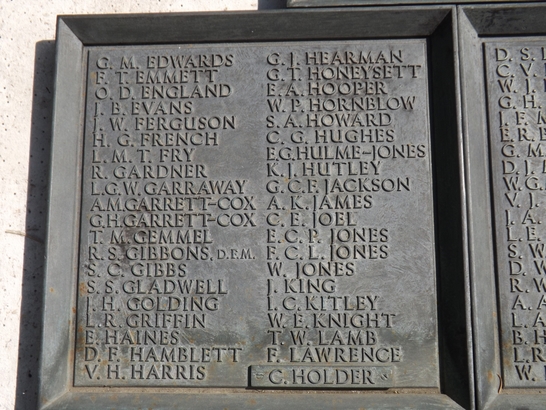 G. M. EDWARDS
F. T. EMMETT
O. D. ENGLAND
J. B. EVANS
J. W. FERGUSON
H. G. FRENCH
L. M. T. FRY
R. GARDNER
L. G. W. GARRAWAY
A. M. GARRETT-COX
G. H. GARRETT-COX
T. M. GEMMEL
R. S. GIBBONS, D.F.M.
S. C. GIBBS
S. S. GLADWELL
J. H. GOLDING
L. R. GRIFFIN
E. HAINES
D. F. HAMBLETT
V. H. HARRIS
G. J. HEARMAN
G. T. HONEYSETT
E. A. HOOPER
W. P. HORNBLOW
S. A. HOWARD
C. G. HUGHES
E. G. HULME-JONES
K. J. HUTLEY
G. C. F. JACKSON
A. K. JAMES
C. E. JOEL
E. C. P. JONES
F. C. L. JONES
W. JONES
J. KING
I. C. KITLEY
W. E. KNIGHT
T. W. LAMB
F. LAWRENCE
C. HOLDER